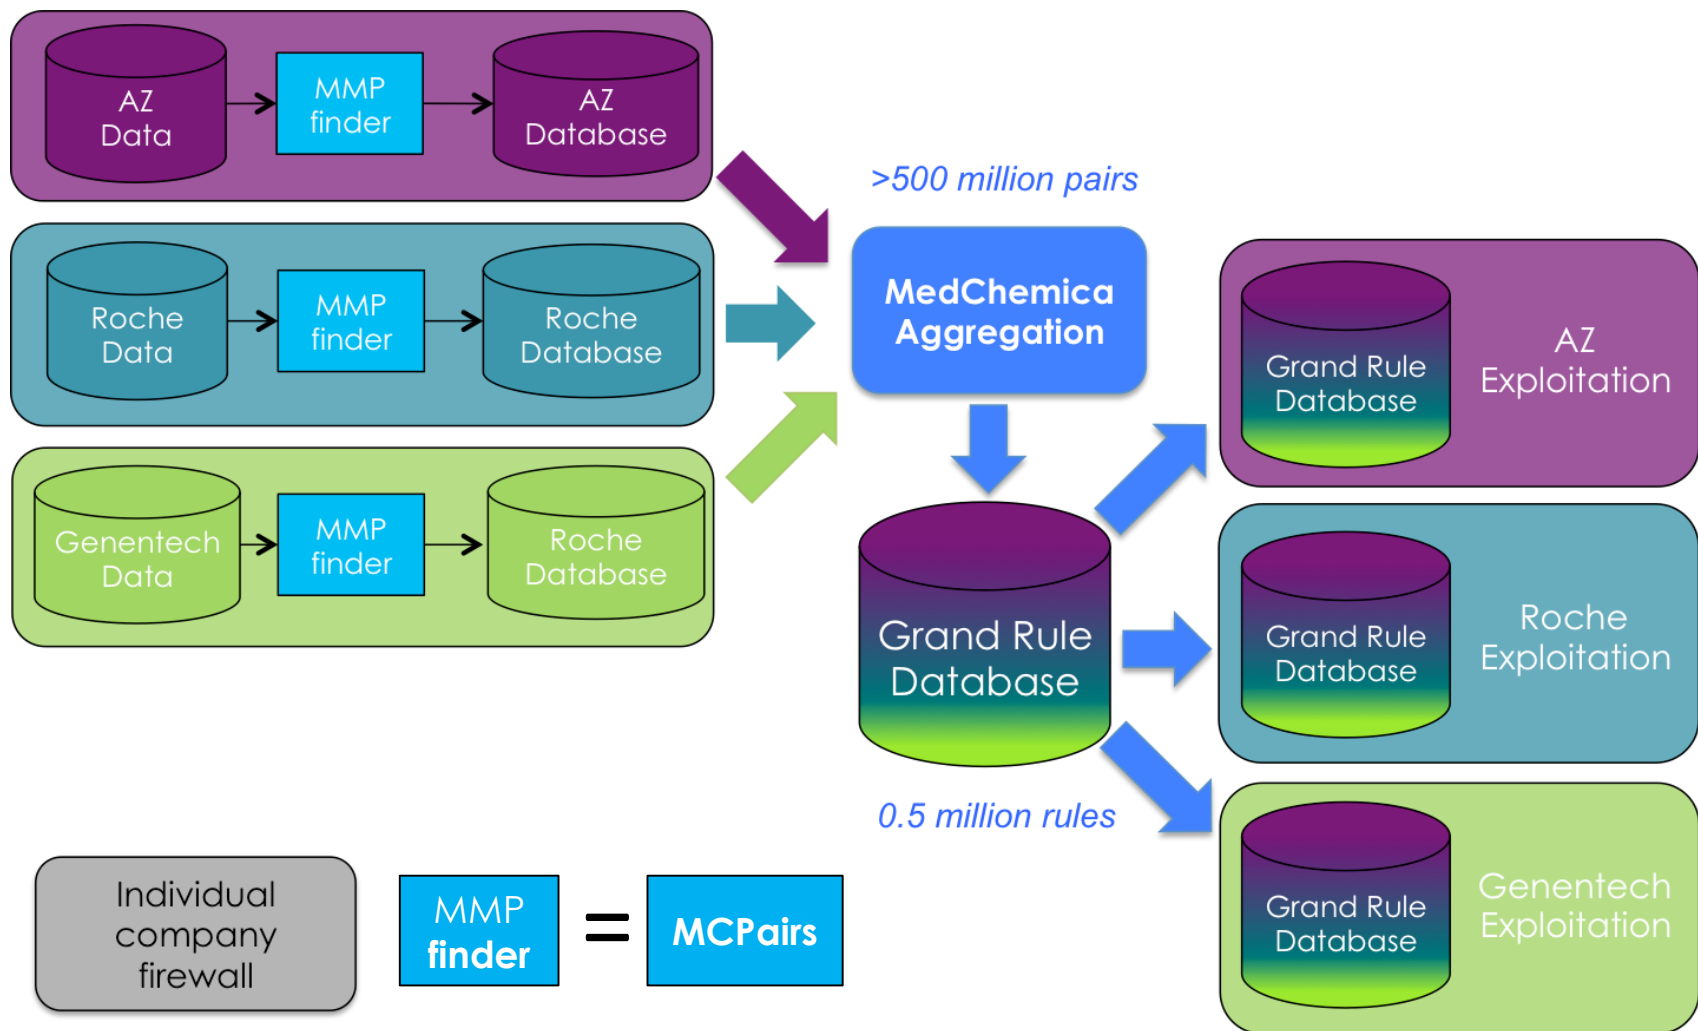 AZ
Data
MMP
finder
AZ
Database
>500 million pairs
Roche
Data
MMP
finder
Roche
Database
MedChemica
Aggregation
Grand Rule
Database
AZ
Exploitation
Genentech
Data
MMP
finder
Roche
Database
Grand Rule
Database
Grand Rule
Database
Roche
Exploitation
0.5 million rules
Grand Rule
Database
Genentech
Exploitation
Individual
company
firewall
MMP
finder
=
MCPairs